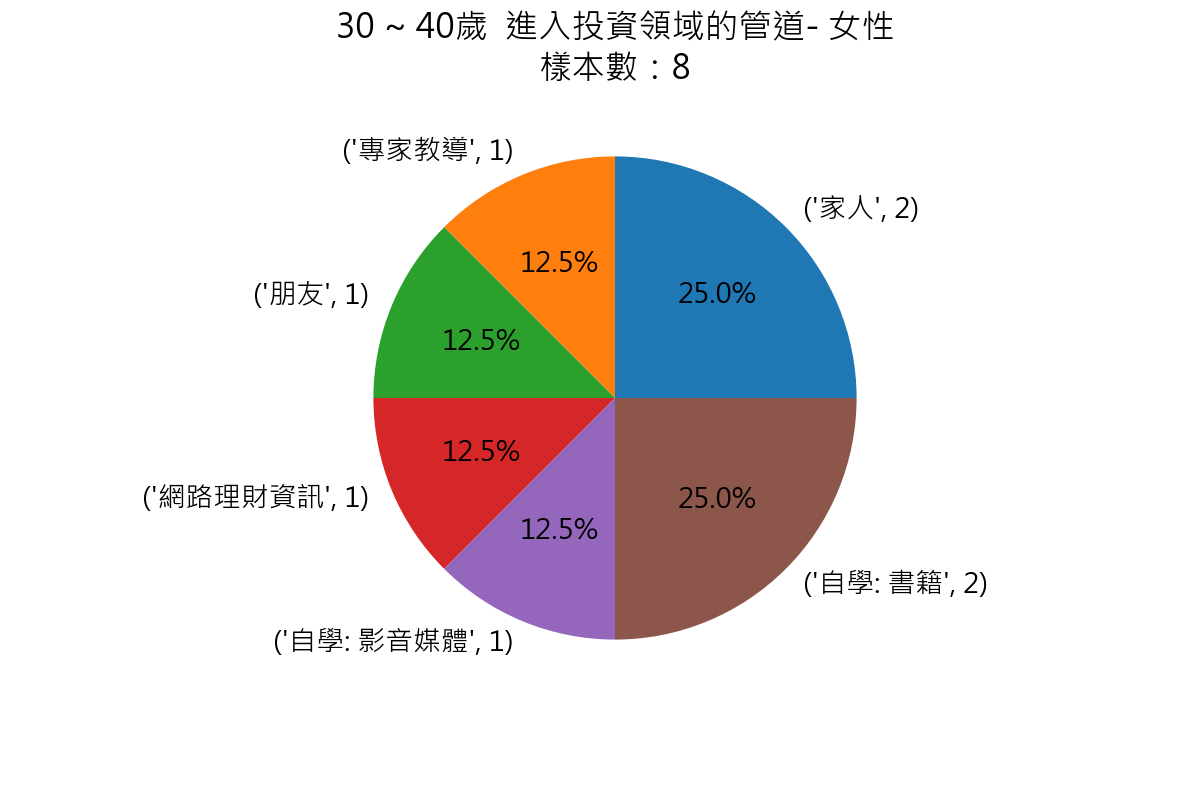 30 ~ 40歲  進入投資領域的管道- 女性
樣本數：8
('專家教導', 1)
('家人', 2)
12.5%
25.0%
('朋友', 1)
12.5%
12.5%
25.0%
('網路理財資訊', 1)
12.5%
('自學: 書籍', 2)
('自學: 影音媒體', 1)